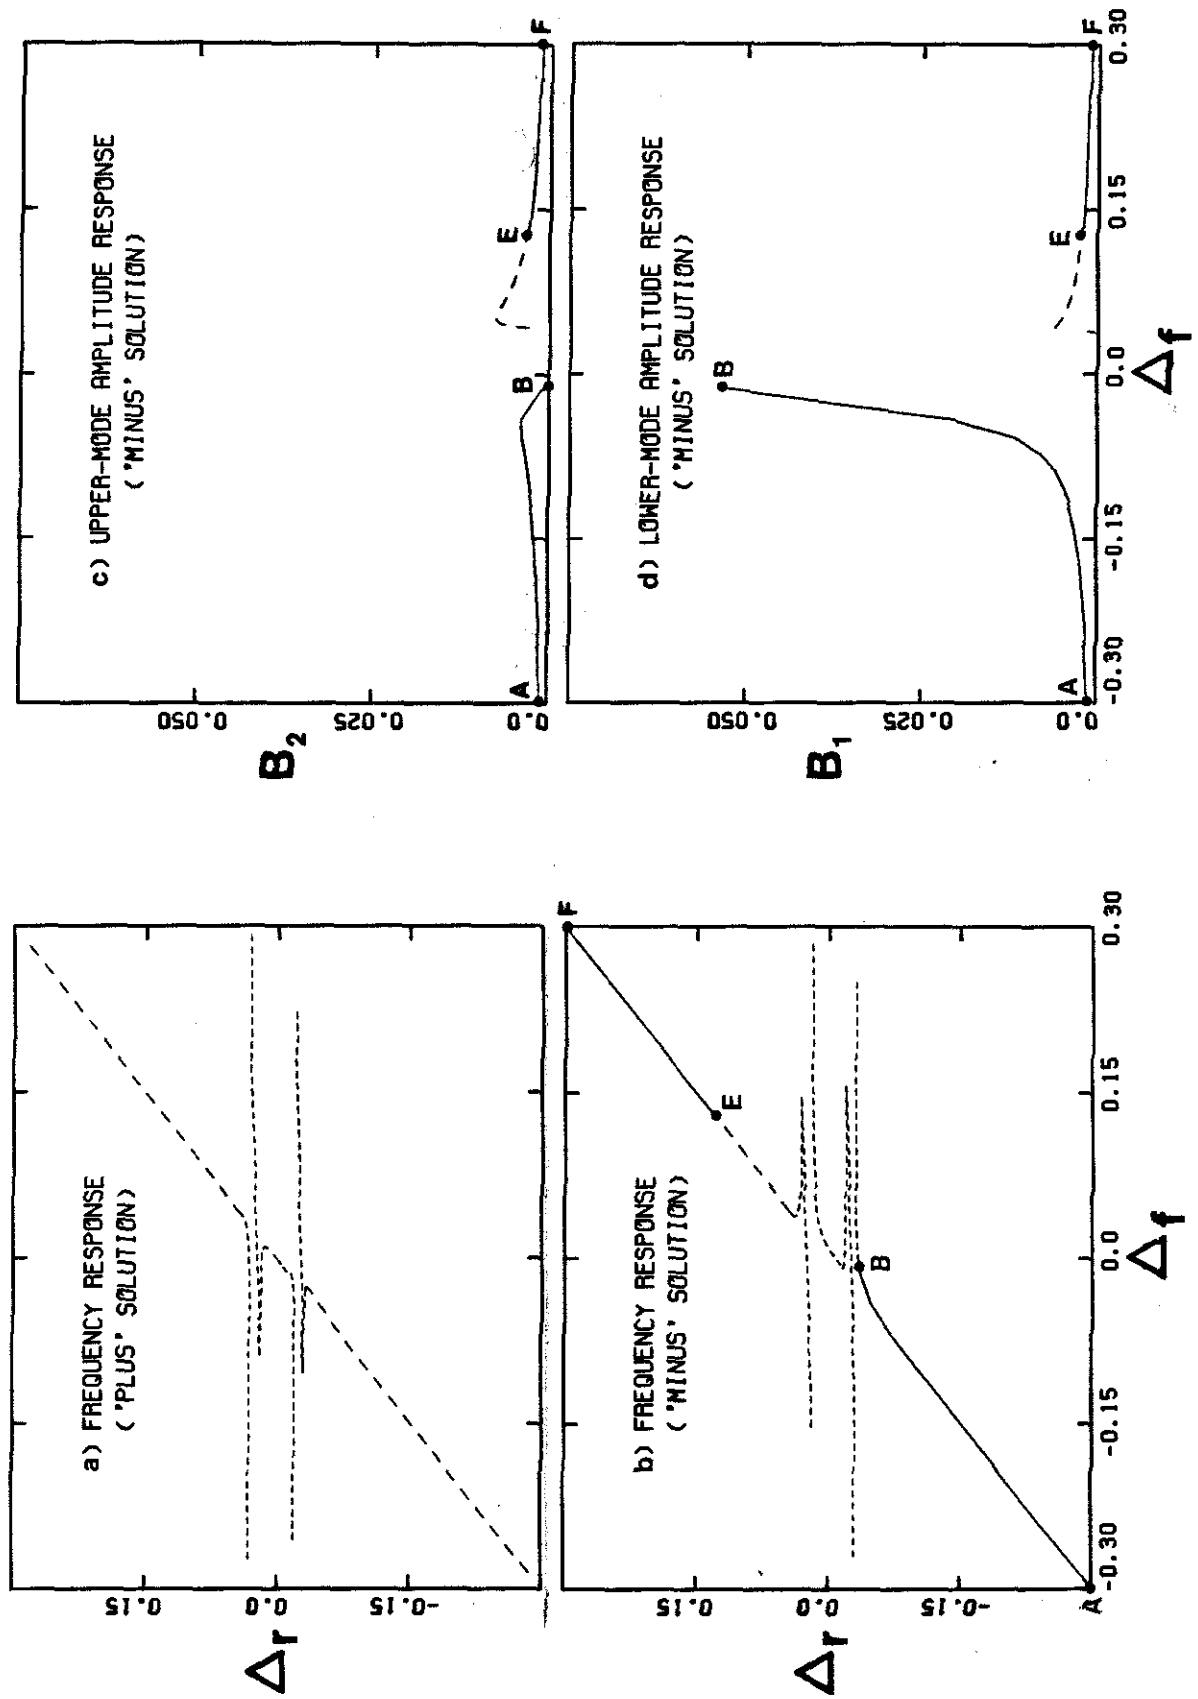 a) FREQUENCY RESPONSE
("PLUS" SOLUTION)
Δr
0.15
0.0
-0.15
b) FREQUENCY RESPONSE
("MINUS" SOLUTION)
Δr
0.15
0.0
-0.15
A
B
E
F
-0.30
-0.15
0.0
0.15
0.30
Δf
c) UPPER-MODE AMPLITUDE RESPONSE
("MINUS" SOLUTION)
B2
0.050
0.025
0.0
A
B
E
F
d) LOWER-MODE AMPLITUDE RESPONSE
("MINUS" SOLUTION)
B1
0.050
0.025
0.0
A
B
E
F
-0.30
-0.15
0.0
0.15
0.30
Δf